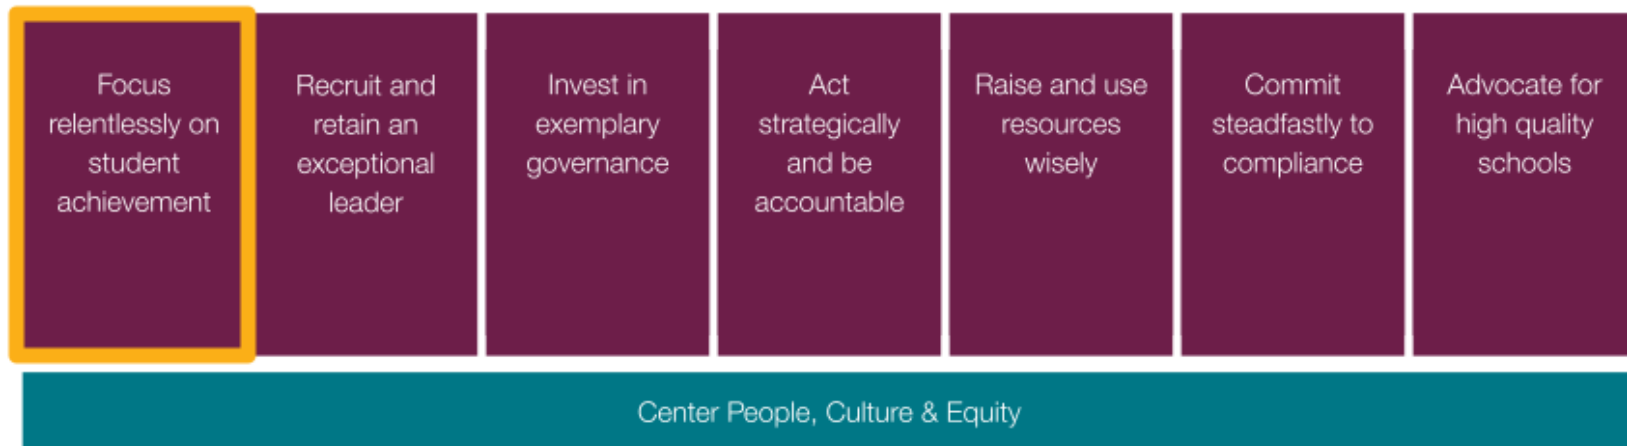 Focus
relentlessly on
student
achievement
Recruit and
retain an
exceptional
leader
Invest in
exemplary
governance
Act
strategically
and be
accountable
Raise and use
resources
wisely
Commit
steadfastly to
compliance
Advocate for
high quality
schools
Center People, Culture & Equity